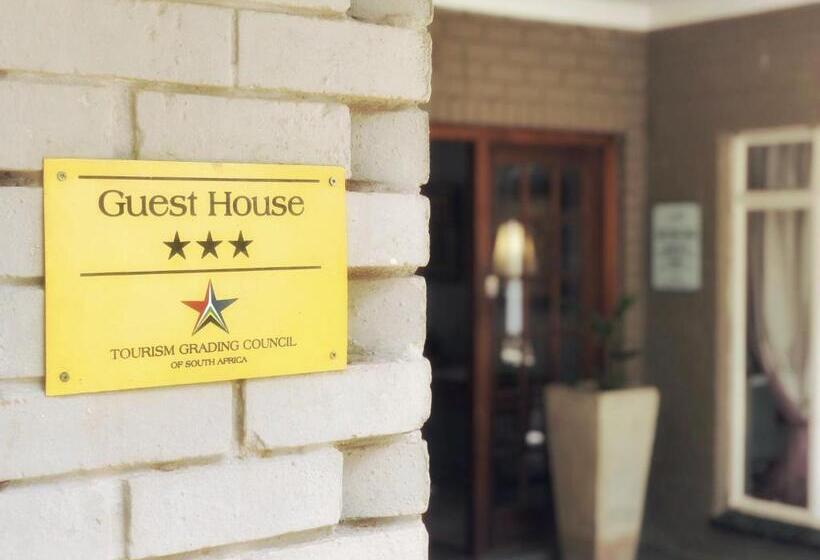 Guest House
TOURISM GRADING COUNCIL
OF SOUTH AFRICA